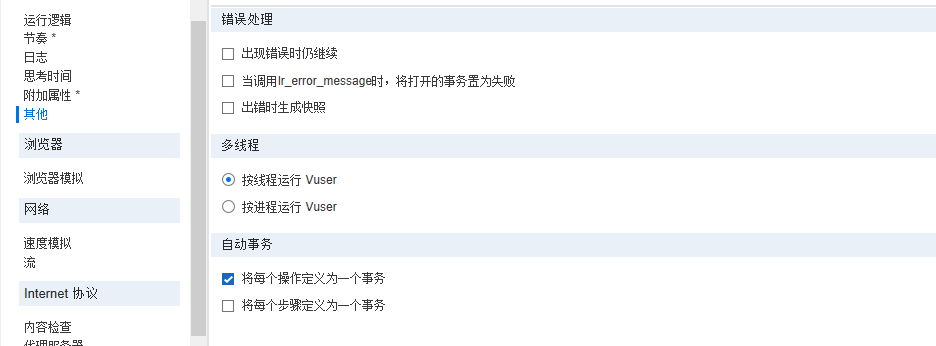 运行逻辑
节奏 *
日志
思考时间
附加属性 *
其他
浏览器
浏览器模拟
网络
速度模拟
流
Internet 协议
内容检查
代理服务器
错误处理
出现错误时仍继续
当调用lr_error_message时，将打开的事务置为失败
出错时生成快照
多线程
按线程运行 Vuser
按进程运行 Vuser
自动事务
将每个操作定义为一个事务
将每个步骤定义为一个事务